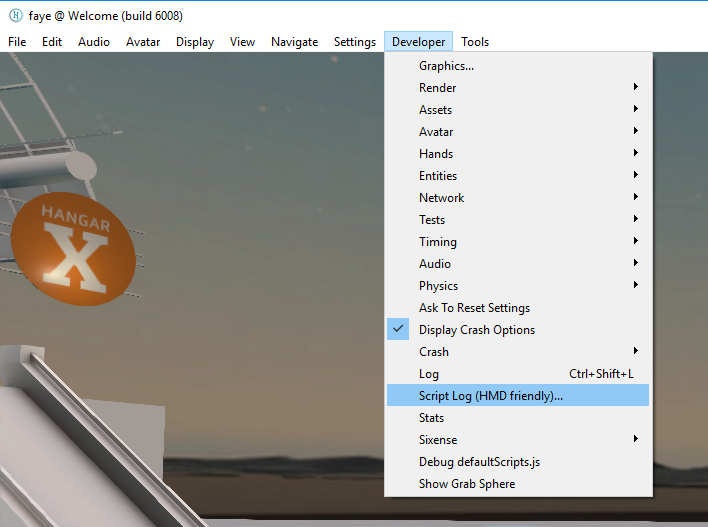 faye @ Welcome (build 6008)
File Edit Audio Avatar Display View Navigate Settings Developer Tools
Graphics...
Render
Assets
Avatar
Hands
Entities
Network
Tests
Timing
Audio
Physics
Ask To Reset Settings
Display Crash Options
Crash
Log Ctrl+Shift+L
Script Log (HMD friendly)...
Stats
Sixense
Debug defaultScripts.js
Show Grab Sphere
HANGAR
X